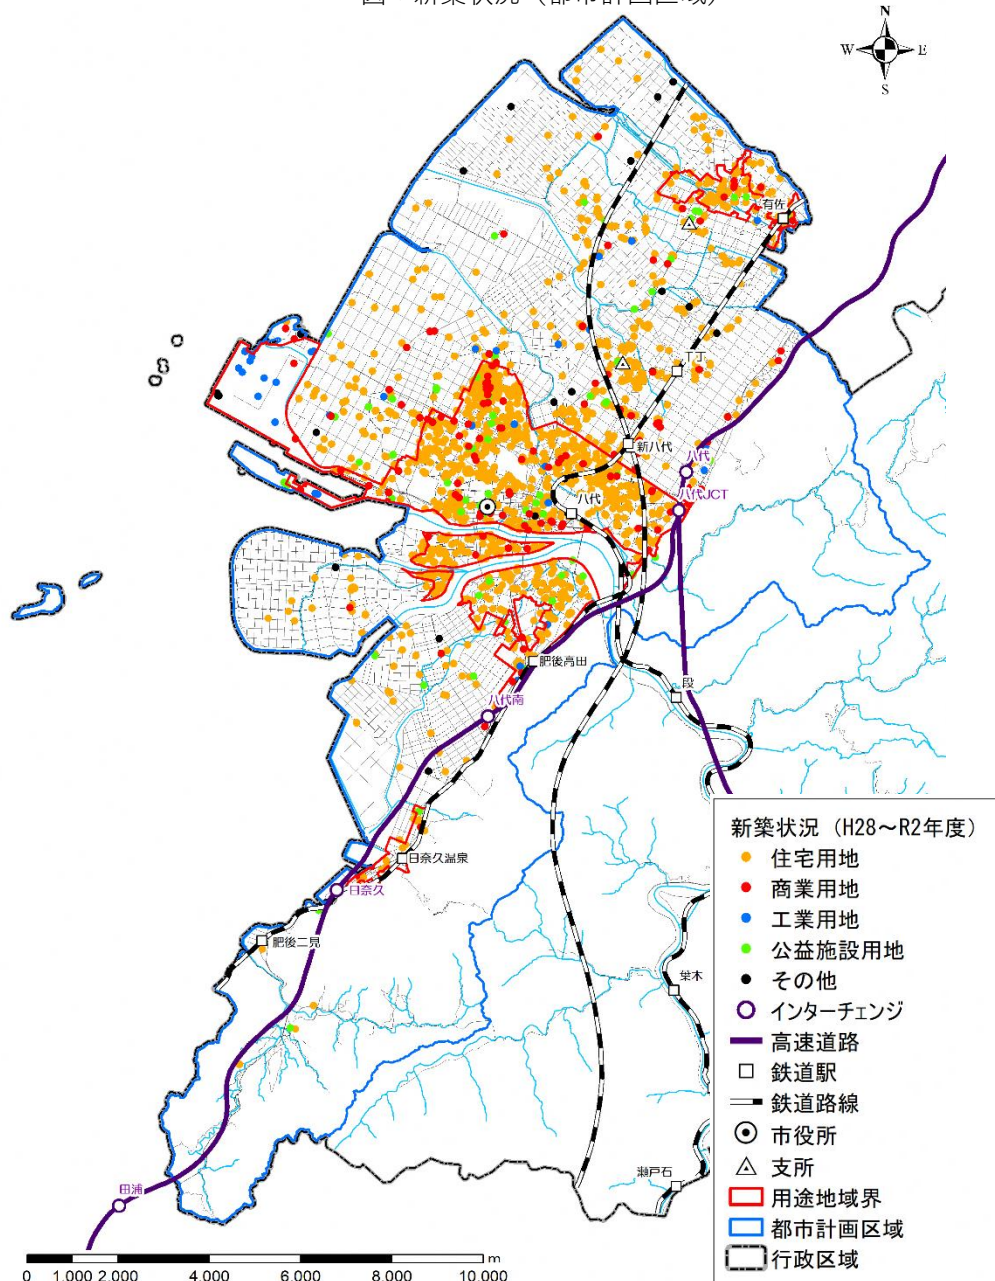 図 新築状況（都市計画区域）
N
W
E
S
有佐
千丁
新八代
八代
八代
八代JCT
肥後高田
段
八代南
日奈久温泉
日奈久
肥後二見
葉木
瀬戸石
田浦
新築状況（H28～R2年度）
住宅用地
商業用地
工業用地
公益施設用地
その他
インターチェンジ
高速道路
鉄道駅
鉄道路線
市役所
支所
用途地域界
都市計画区域
行政区域
0 1,000 2,000 4,000 6,000 8,000 10,000 m